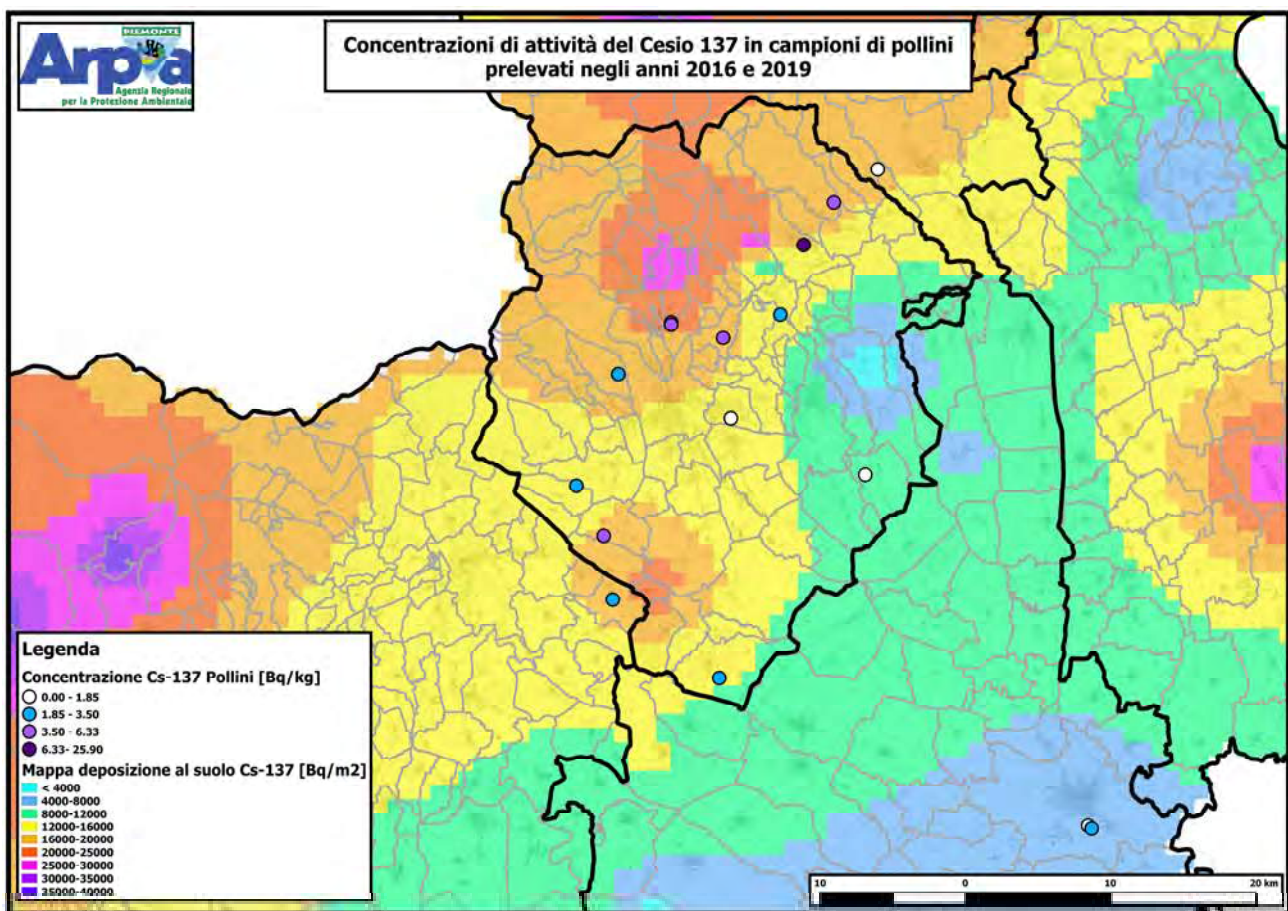 PIEMONTE
Arpa
Agenzia Regionale
per la Protezione Ambientale
Concentrazioni di attività del Cesio 137 in campioni di pollini
prelevati negli anni 2016 e 2019
Legenda
Concentrazione Cs-137 Pollini [Bq/kg]
0.00 - 1.85
1.85 - 3.50
3.50 - 6.33
6.33- 25.90
Mappa deposizione al suolo Cs-137 [Bq/m2]
< 4000
4000-8000
8000-12000
12000-16000
16000-20000
20000-25000
25000-30000
30000-35000
35000-40000
10 0 10 20 km